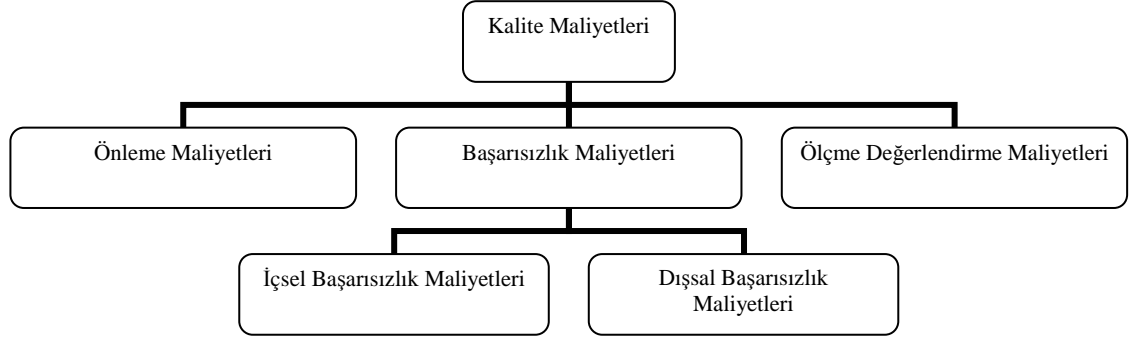 Kalite Maliyetleri
Önleme Maliyetleri
Başarısızlık Maliyetleri
Ölçme Değerlendirme Maliyetleri
İçsel Başarısızlık Maliyetleri
Dışsal Başarısızlık
Maliyetleri